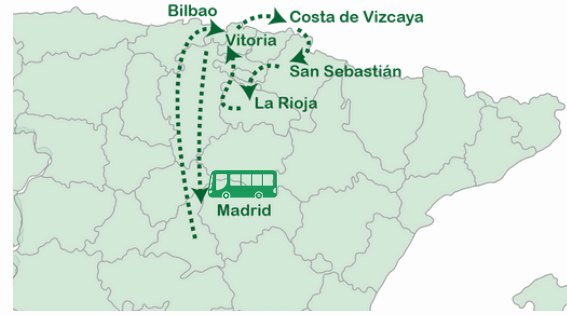 Bilbao
Costa de Vizcaya
Vitoria
San Sebastián
La Rioja
Madrid